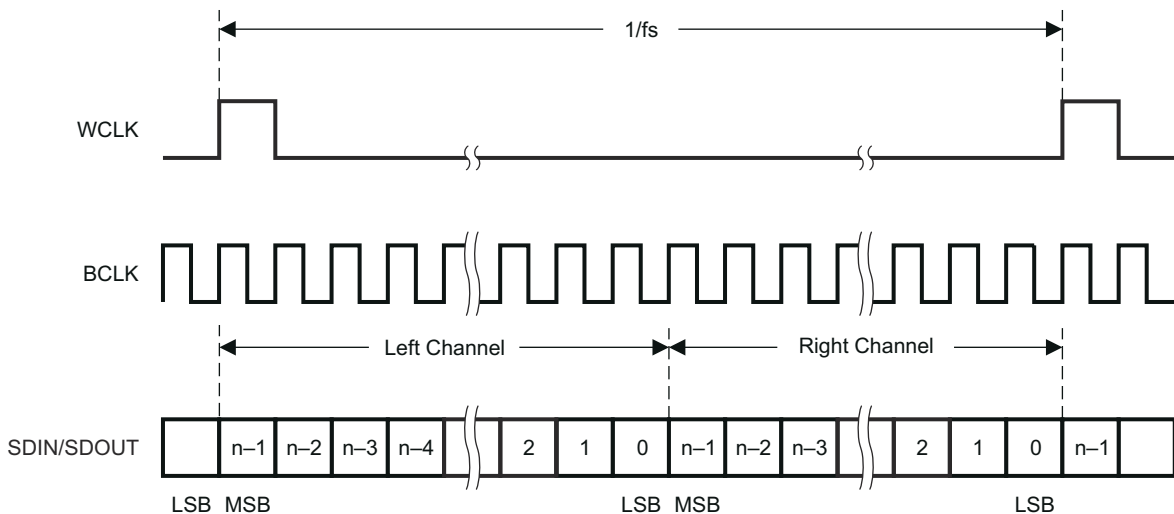 1/fs
WCLK
BCLK
Left Channel Right Channel
SDIN/SDOUT n–1 n–2 n–3 n–4 2 1 0 n–1 n–2 n–3 2 1 0 n–1
LSB MSB LSB MSB LSB